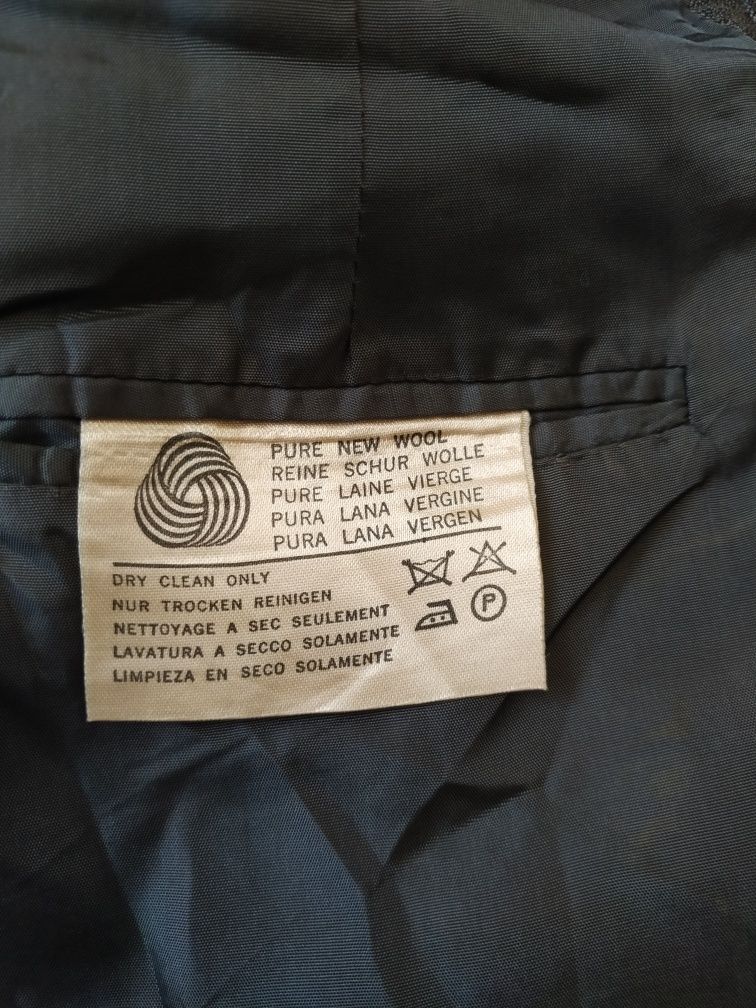 PURE NEW WOOL
REINE SCHUR WOLLE
PURE LAINE VIERGE
PURA LANA VERGINE
PURA LANA VERGEN
DRY CLEAN ONLY
NUR TROCKEN REINIGEN
NETTOYAGE A SEC SEULEMENT
LAVATURA A SECCO SOLAMENTE
LIMPIEZA EN SECO SOLAMENTE
P